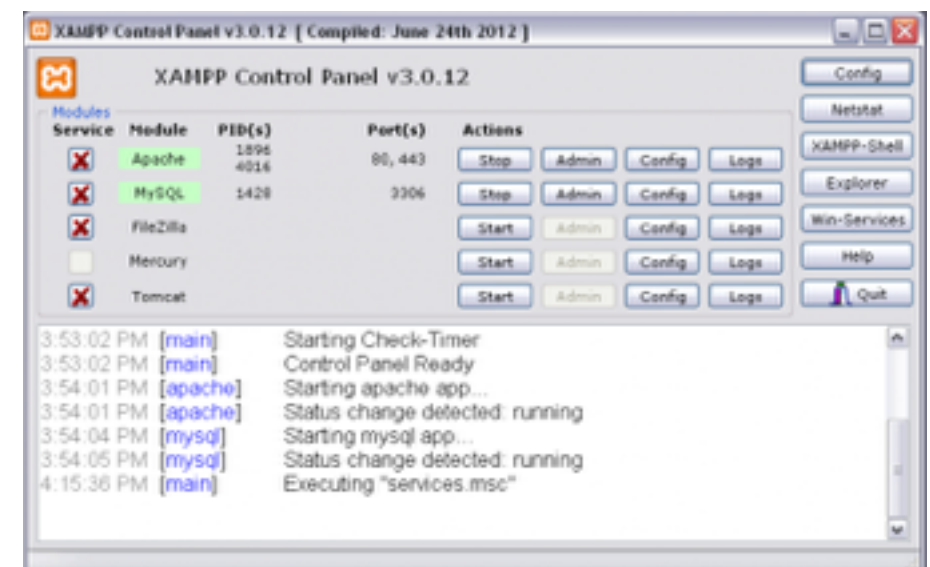 XAMPP Control Panel v3.0.12 [ Compiled: June 24th 2012 ]
XAMPP Control Panel v3.0.12
Config
Modules
Netstat
Service Module PID(s) Port(s) Actions
Apache 1896 4016 80, 443 Stop Admin Config Logs
XAMPP-Shell
MySQL 1428 3306 Stop Admin Config Logs
Explorer
FileZilla Start Admin Config Logs
Win-Services
Mercury Start Admin Config Logs
Help
Tomcat Start Admin Config Logs
Quit
3:53:02 PM [main] Starting Check-Timer
3:53:02 PM [main] Control Panel Ready
3:54:01 PM [apache] Starting apache app...
3:54:01 PM [apache] Status change detected: running
3:54:04 PM [mysql] Starting mysql app...
3:54:05 PM [mysql] Status change detected: running
4:15:36 PM [main] Executing "services.msc"